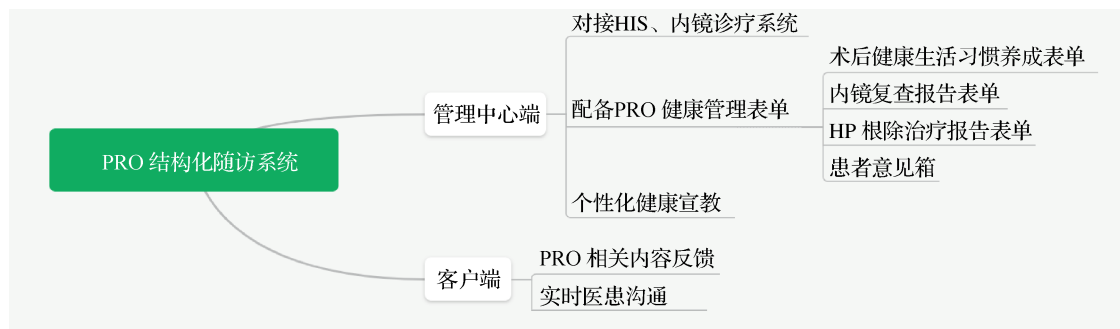 PRO 结构化随访系统
管理中心端
对接HIS、内镜诊疗系统
配备PRO 健康管理表单
术后健康生活习惯养成表单
内镜复查报告表单
HP 根除治疗报告表单
患者意见箱
个性化健康宣教
客户端
PRO 相关内容反馈
实时医患沟通